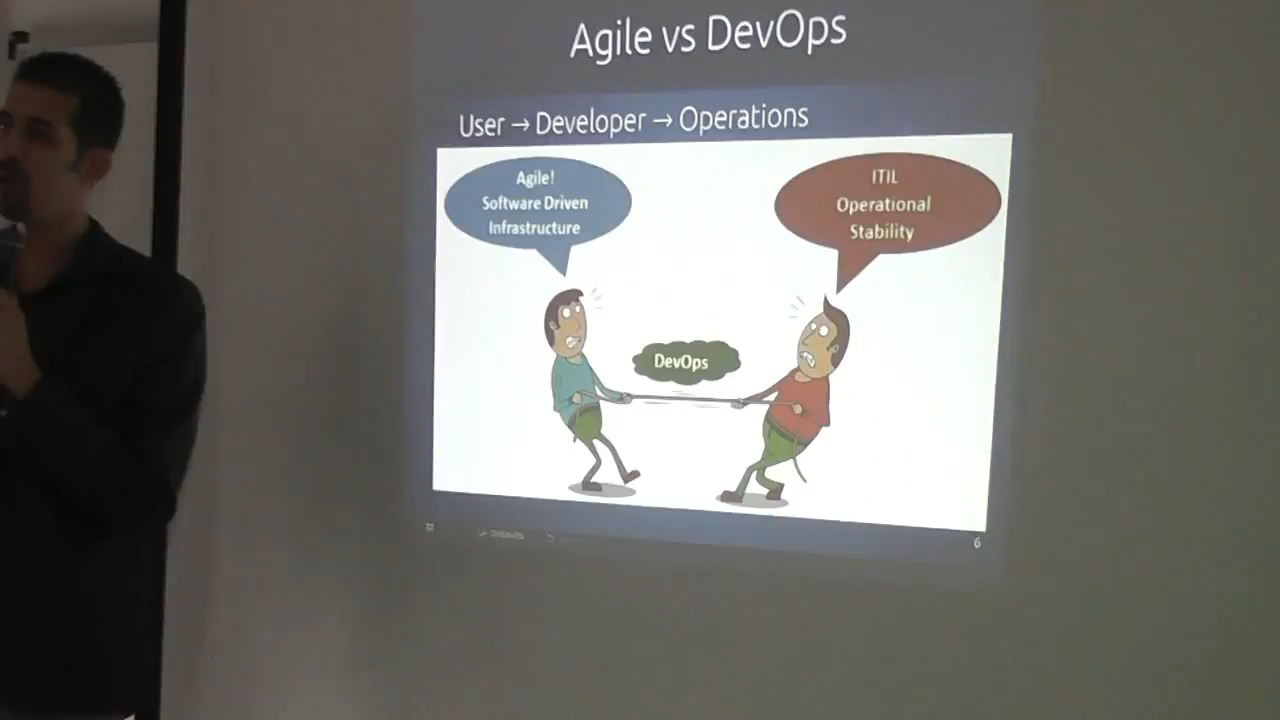 Agile vs DevOps
User → Developer → Operations
Agile!
Software Driven
Infrastructure
ITIL
Operational
Stability
DevOps
6